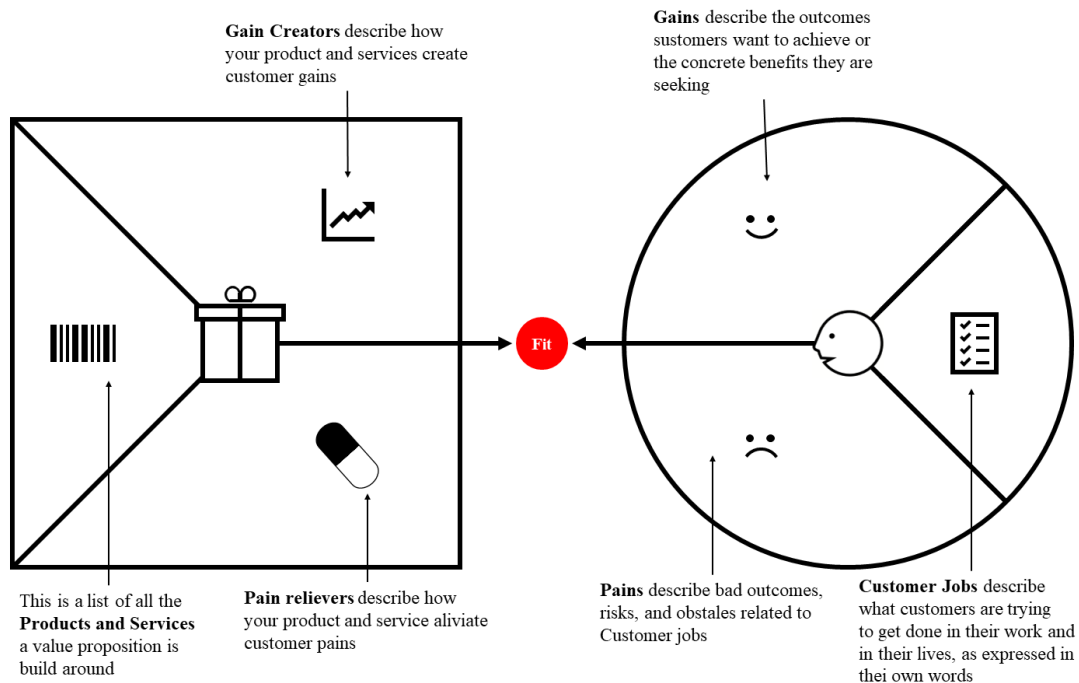 Gain Creators describe how
your product and services create
customer gains
Gains describe the outcomes
sustomers want to achieve or
the concrete benefits they are
seeking
Fit
This is a list of all the
Products and Services
a value proposition is
build around
Pain relievers describe how
your product and service aliviate
customer pains
Pains describe bad outcomes,
risks, and obstales related to
Customer jobs
Customer Jobs describe
what customers are trying
to get done in their work and
in their lives, as expressed in
thei own words